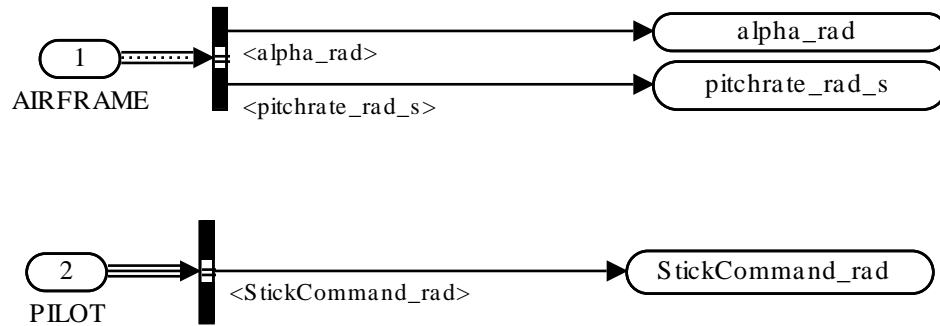 1
AIRFRAME
<alpha_rad>
<pitchrate_rad_s>
alpha_rad
pitchrate_rad_s
2
PILOT
<StickCommand_rad>
StickCommand_rad